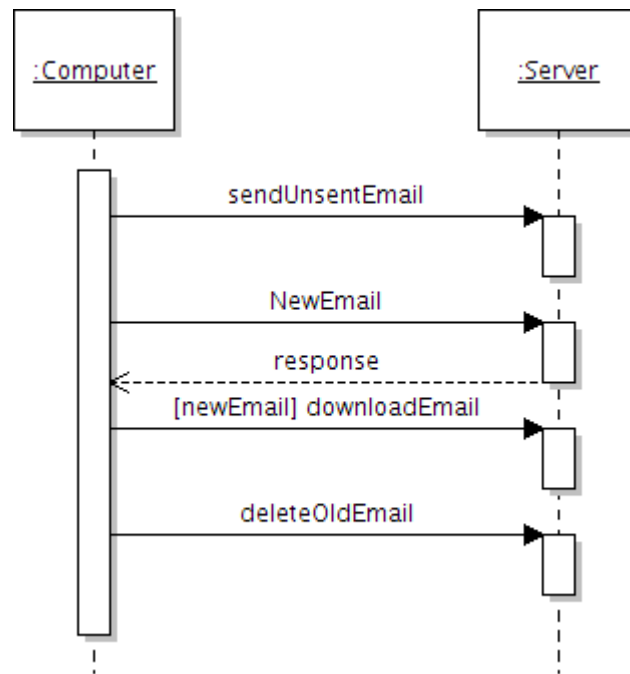 :Computer
:Server
sendUnsentEmail
NewEmail
response
[newEmail] downloadEmail
deleteOldEmail